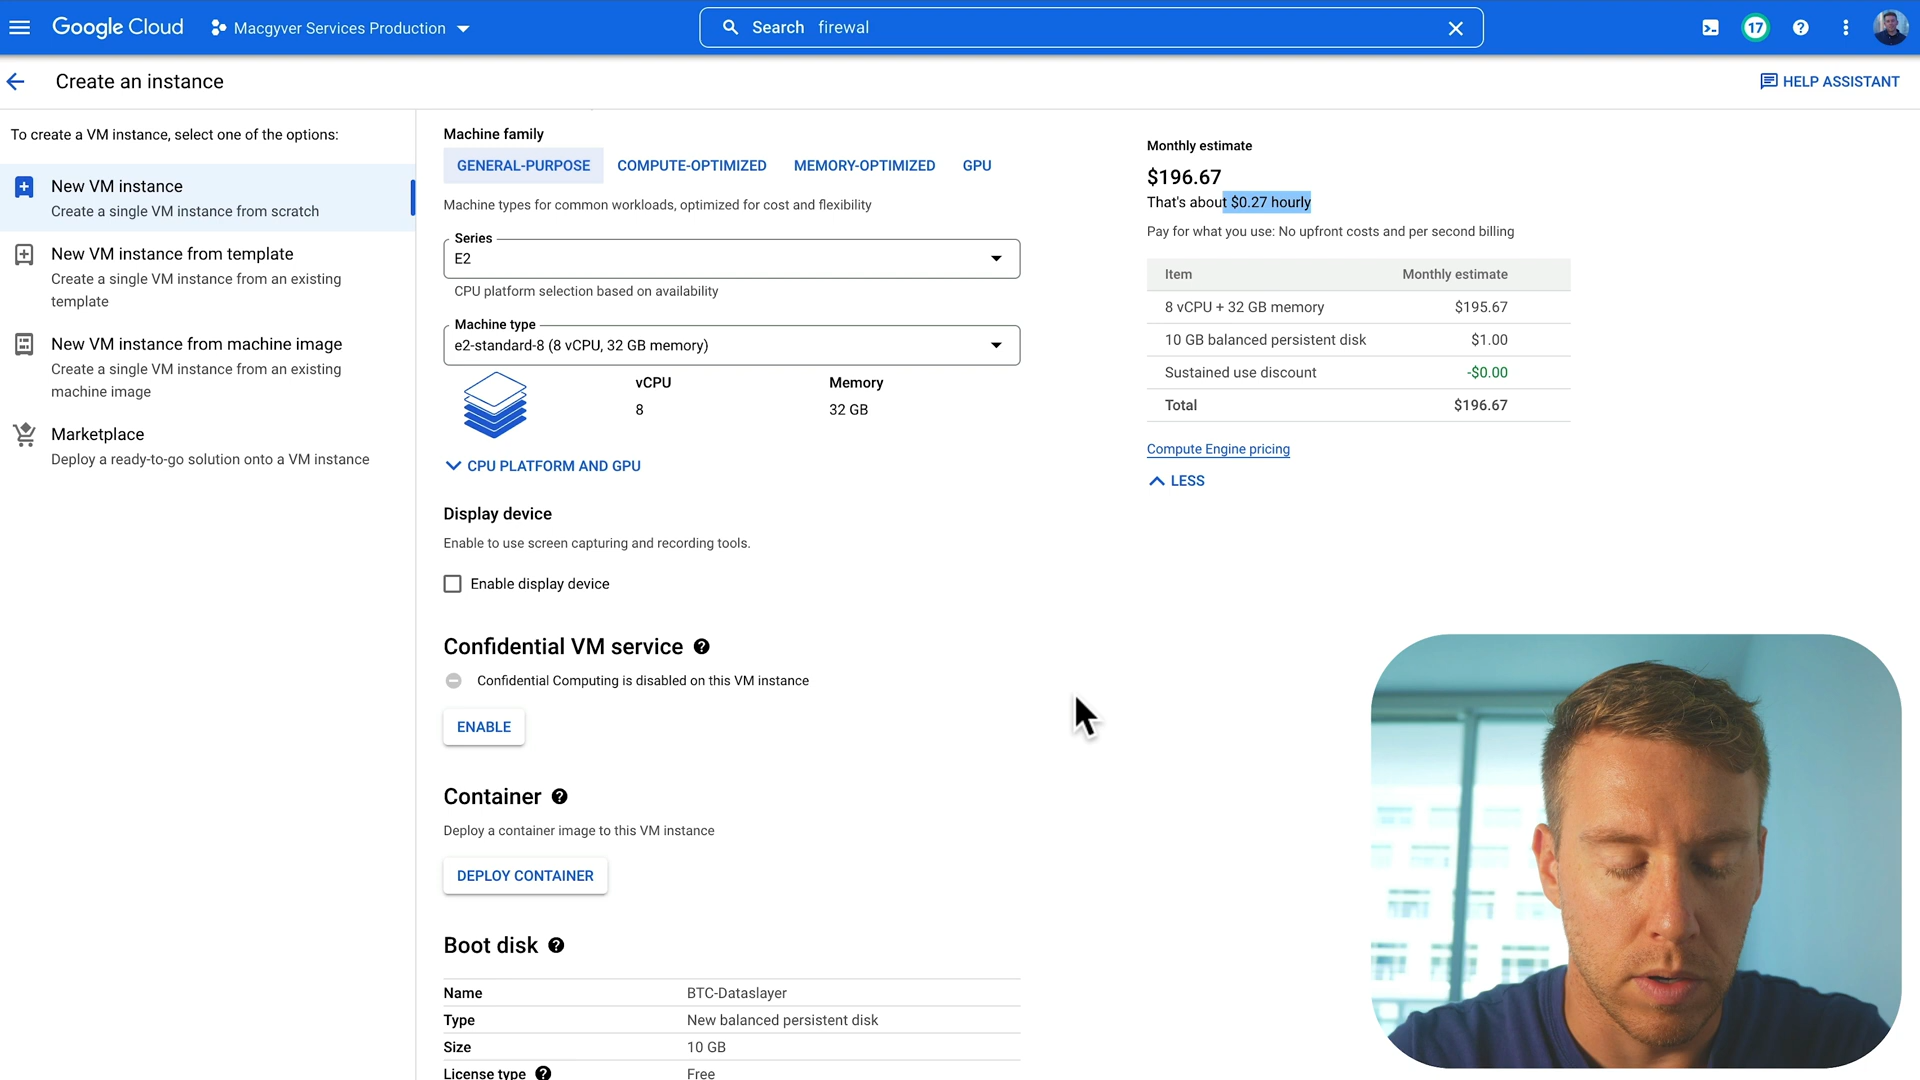 Google Cloud
Macgyver Services Production
Search firewal
17
Create an instance
HELP ASSISTANT
To create a VM instance, select one of the options:
New VM instance
Create a single VM instance from scratch
New VM instance from template
Create a single VM instance from an existing
template
New VM instance from machine image
Create a single VM instance from an existing
machine image
Marketplace
Deploy a ready-to-go solution onto a VM instance
Machine family
GENERAL-PURPOSE COMPUTE-OPTIMIZED MEMORY-OPTIMIZED GPU
Machine types for common workloads, optimized for cost and flexibility
Series
E2
CPU platform selection based on availability
Machine type
e2-standard-8 (8 vCPU, 32 GB memory)
vCPU Memory
8 32 GB
CPU PLATFORM AND GPU
Display device
Enable to use screen capturing and recording tools.
Enable display device
Confidential VM service
Confidential Computing is disabled on this VM instance
ENABLE
Container
Deploy a container image to this VM instance
DEPLOY CONTAINER
Boot disk
Name BTC-Dataslayer
Type New balanced persistent disk
Size 10 GB
License type Free
Monthly estimate
$196.67
That's about $0.27 hourly
Pay for what you use: No upfront costs and per second billing
Item Monthly estimate
8 vCPU + 32 GB memory $195.67
10 GB balanced persistent disk $1.00
Sustained use discount -$0.00
Total $196.67
Compute Engine pricing
LESS